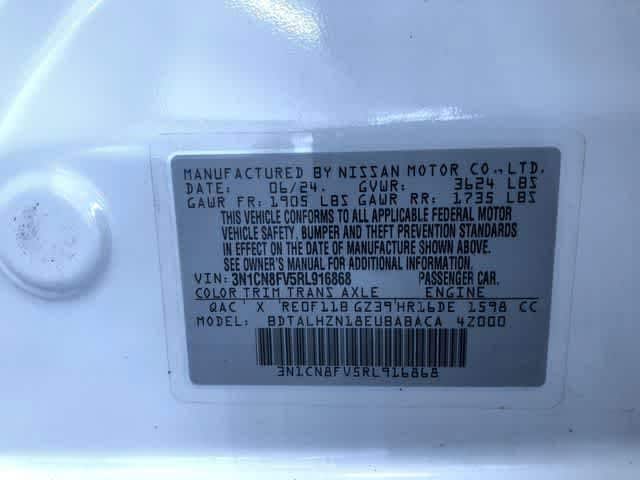 MANUFACTURED BY NISSAN MOTOR CO., LTD.
DATE: 06/24. GVWR: 3624 LBS
GAWR FR: 1905 LBS GAWR RR: 1735 LBS
THIS VEHICLE CONFORMS TO ALL APPLICABLE FEDERAL MOTOR
VEHICLE SAFETY, BUMPER AND THEFT PREVENTION STANDARDS
IN EFFECT ON THE DATE OF MANUFACTURE SHOWN ABOVE.
SEE OWNER'S MANUAL FOR ADDITIONAL INFORMATION
VIN: 3N1CN8FV5RL916868 PASSENGER CAR.
COLOR TRIM TRANS AXLE ENGINE
QAC X RE0F11B GZ39 HR16DE 1598 CC
MODEL: BDTALHZN18EUBABACA 4Z000
3N1CN8FV5RL916868